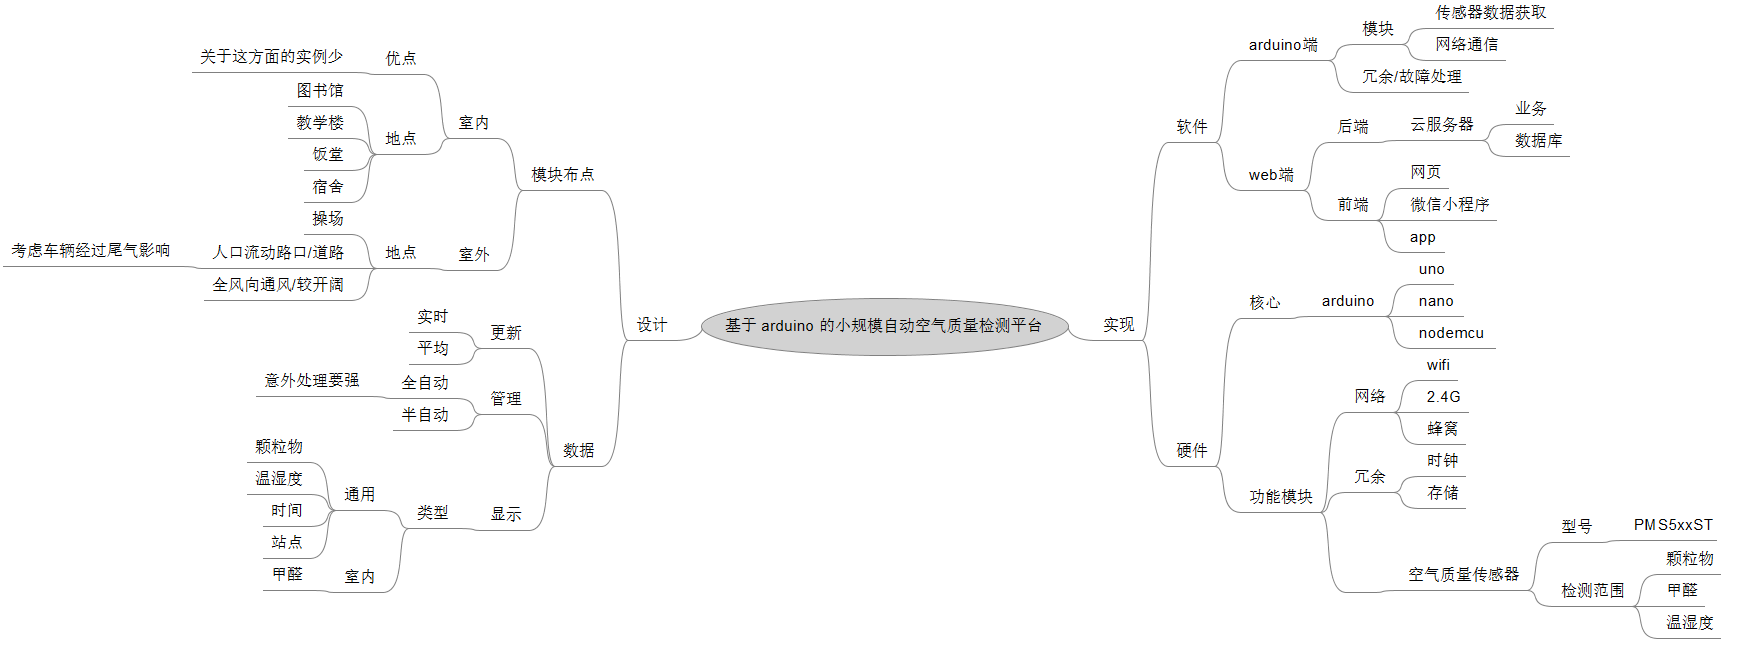 基于 arduino 的小规模自动空气质量检测平台
设计
模块布点
室内
优点
关于这方面的实例少
地点
图书馆
教学楼
饭堂
宿舍
室外
地点
操场
人口流动路口/道路
考虑车辆经过尾气影响
全风向通风/较开阔
数据
更新
实时
平均
管理
全自动
意外处理要强
半自动
显示
类型
通用
颗粒物
温湿度
时间
站点
室内
甲醛
实现
软件
arduino端
模块
传感器数据获取
网络通信
冗余/故障处理
web端
后端
云服务器
业务
数据库
前端
网页
微信小程序
app
硬件
核心
arduino
uno
nano
nodemcu
功能模块
网络
wifi
2.4G
蜂窝
冗余
时钟
存储
空气质量传感器
型号
PMS5xxST
检测范围
颗粒物
甲醛
温湿度